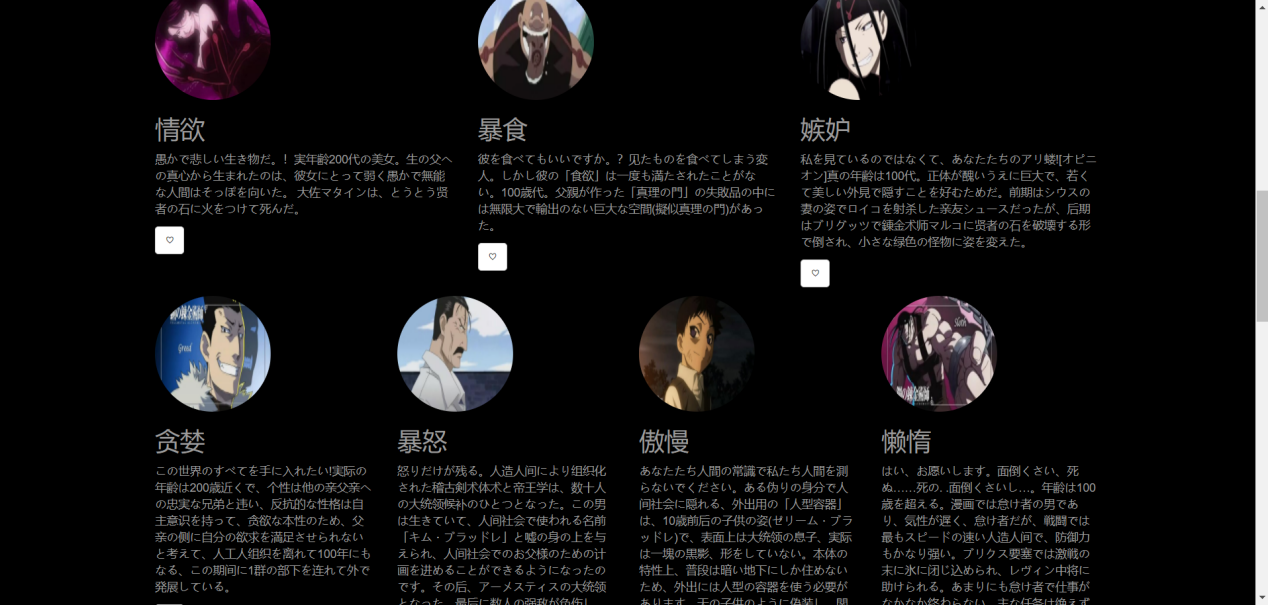 情欲
愚かで悲しい生き物だ。！実年齢200代の美女。生の父へ
の真心から生まれたのは、彼女にとって弱く愚かで無能
な人間はそっぽを向いた。 大佐マタインは、とうとう賢
者の石に火をつけて死んだ。
♡
暴食
彼を食べてもいいですか。？見たものを食べてしまう変
人。しかし彼の「食欲」は一度も満たされたことがな
い。100歳代。父親が作った「真理の門」の失敗品の中に
は無限大で輸出のない巨大な空間(擬似真理の門)があっ
た。
♡
嫉妒
私を見ているのではなくて、あなたたちのアリ蝼![オピニ
オン]真の年齢は100代。正体が醜いうえに巨大で、若く
て美しい外見で隠すことを好むためだ。前期はシウスの
妻の姿でロイコを射杀した亲友シュースだったが、后期
はブリグッツで錬金术师マルコに贤者の石を破壊する形
で倒され、小さな绿色の怪物に姿を変えた。
♡
Greed
贪婪
この世界のすべてを手に入れたい!実际の
年齢は200歳近くで、个性は他の亲父亲へ
の忠実な兄弟と违い、反抗的な性格は自
主意识を持って、贪欲な本性のため、父
亲の侧に自分の欲求を満足させられない
と考えて、人工人组织を离れて100年にも
なる、この期间に1群の部下を连れて外で
発展している。
暴怒
怒りだけが残る。人造人间により组织化
された稽古剣术体术と帝王学は、数十人
の大统领候补のひとつとなった。この男
は生きていて、人间社会で使われる名前
「キム・ブラッドレ」と嘘の身の上を与
えられ、人间社会でのお父様のための计
画を进めることができるようになったの
です。その后、アーメスティスの大统领
傲慢
あなたたち人間の常識で私たち人間を測
らないでください。ある伪りの身分で人
间社会に隠れる、外出用の「人型容器」
は、10歳前后の子供の姿(ゼリーム・ブラ
ッドレ)で、表面上は大统领の息子、実际
は一块の黒影、形をしていない。本体の
特性上、普段は暗い地下にしか住めない
ため、外出には人型の容器を使う必要が
Sloth
懒惰
はい、お愿いします。面倒くさい、死
ぬ……死の. .面倒くさいし…。年齢は100
歳を超える。漫画では怠け者の男であ
り、気性が遅く、怠け者だが、戦闘では
最もスピードの速い人造人间で、防御力
もかなり强い。ブリクス要塞では激戦の
末に氷に闭じ込められ、レヴィン中将に
助けられる。あまりにも怠け者で仕事が